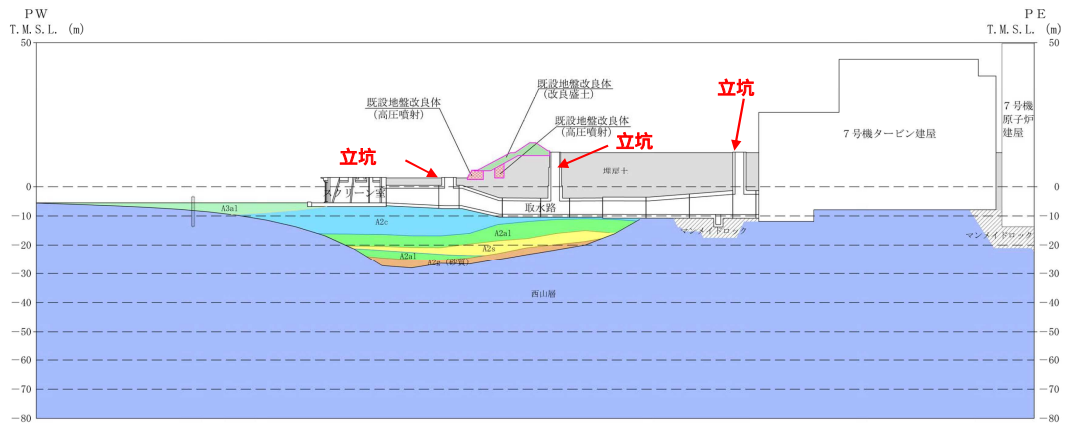 PW
T.M.S.L. (m)
PE
T.M.S.L. (m)
50
50
既設地盤改良体
(改良盛土)
既設地盤改良体
(高圧噴射)
既設地盤改良体
(高圧噴射)
立坑
立坑
立坑
7号機
原子炉
建屋
7号機タービン建屋
埋戻土
0
0
スクリーン室
取水路
A3al
-10
-10
A2c
A2al
マンメイドロック
マンメイドロック
-20
-20
A2s
A2al
A2g (砂質)
-30
-30
西山層
-40
-40
-50
-50
-60
-60
-70
-70
-80
-80